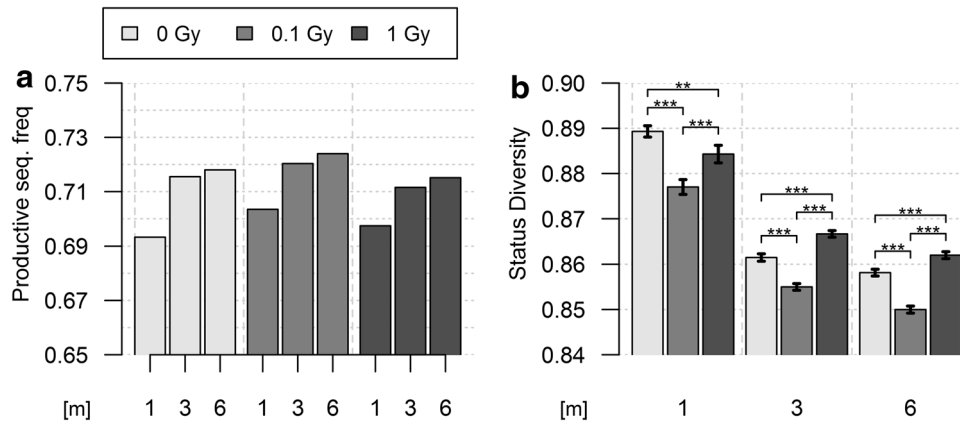 0 Gy 0.1 Gy 1 Gy
a
Productive seq. freq
0.75
0.73
0.71
0.69
0.67
0.65
[m] 1 3 6 1 3 6 1 3 6
b
Status Diversity
0.90
0.89
0.88
0.87
0.86
0.85
0.84
**
*** ***
***
*** ***
***
*** ***
[m] 1 3 6